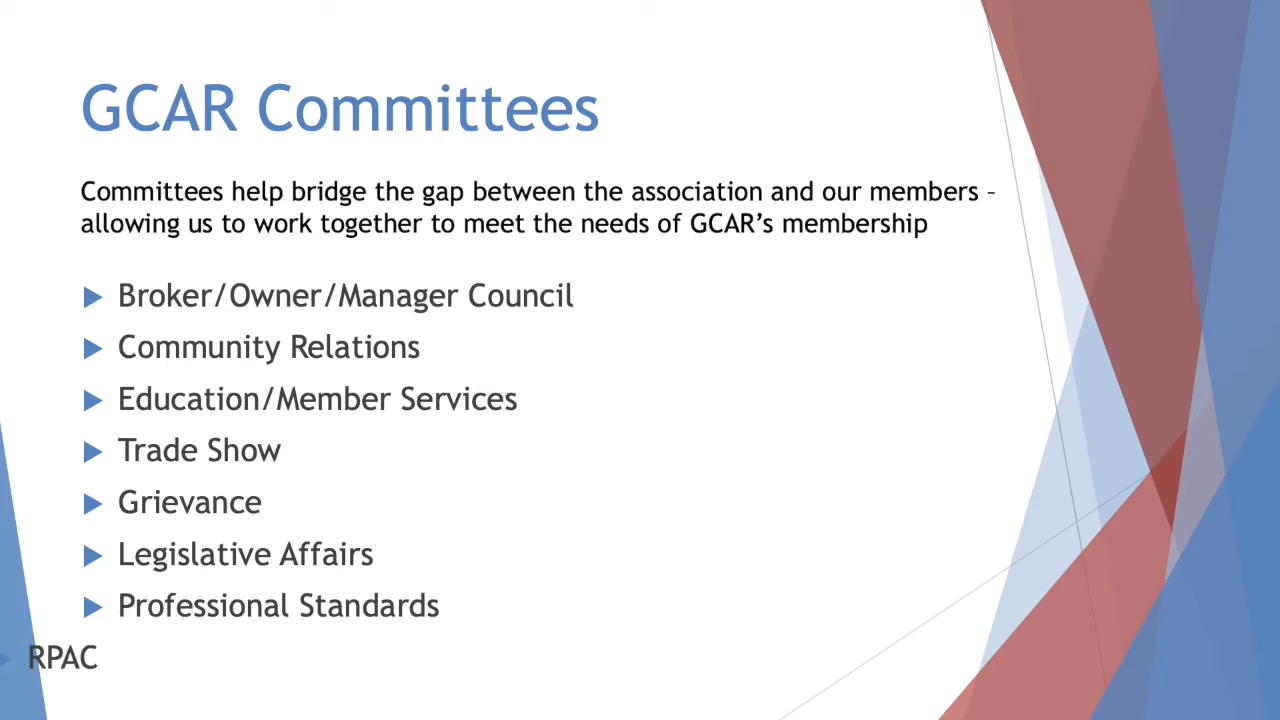 GCAR Committees
Committees help bridge the gap between the association and our members –
allowing us to work together to meet the needs of GCAR’s membership
Broker/Owner/Manager Council
Community Relations
Education/Member Services
Trade Show
Grievance
Legislative Affairs
Professional Standards
RPAC